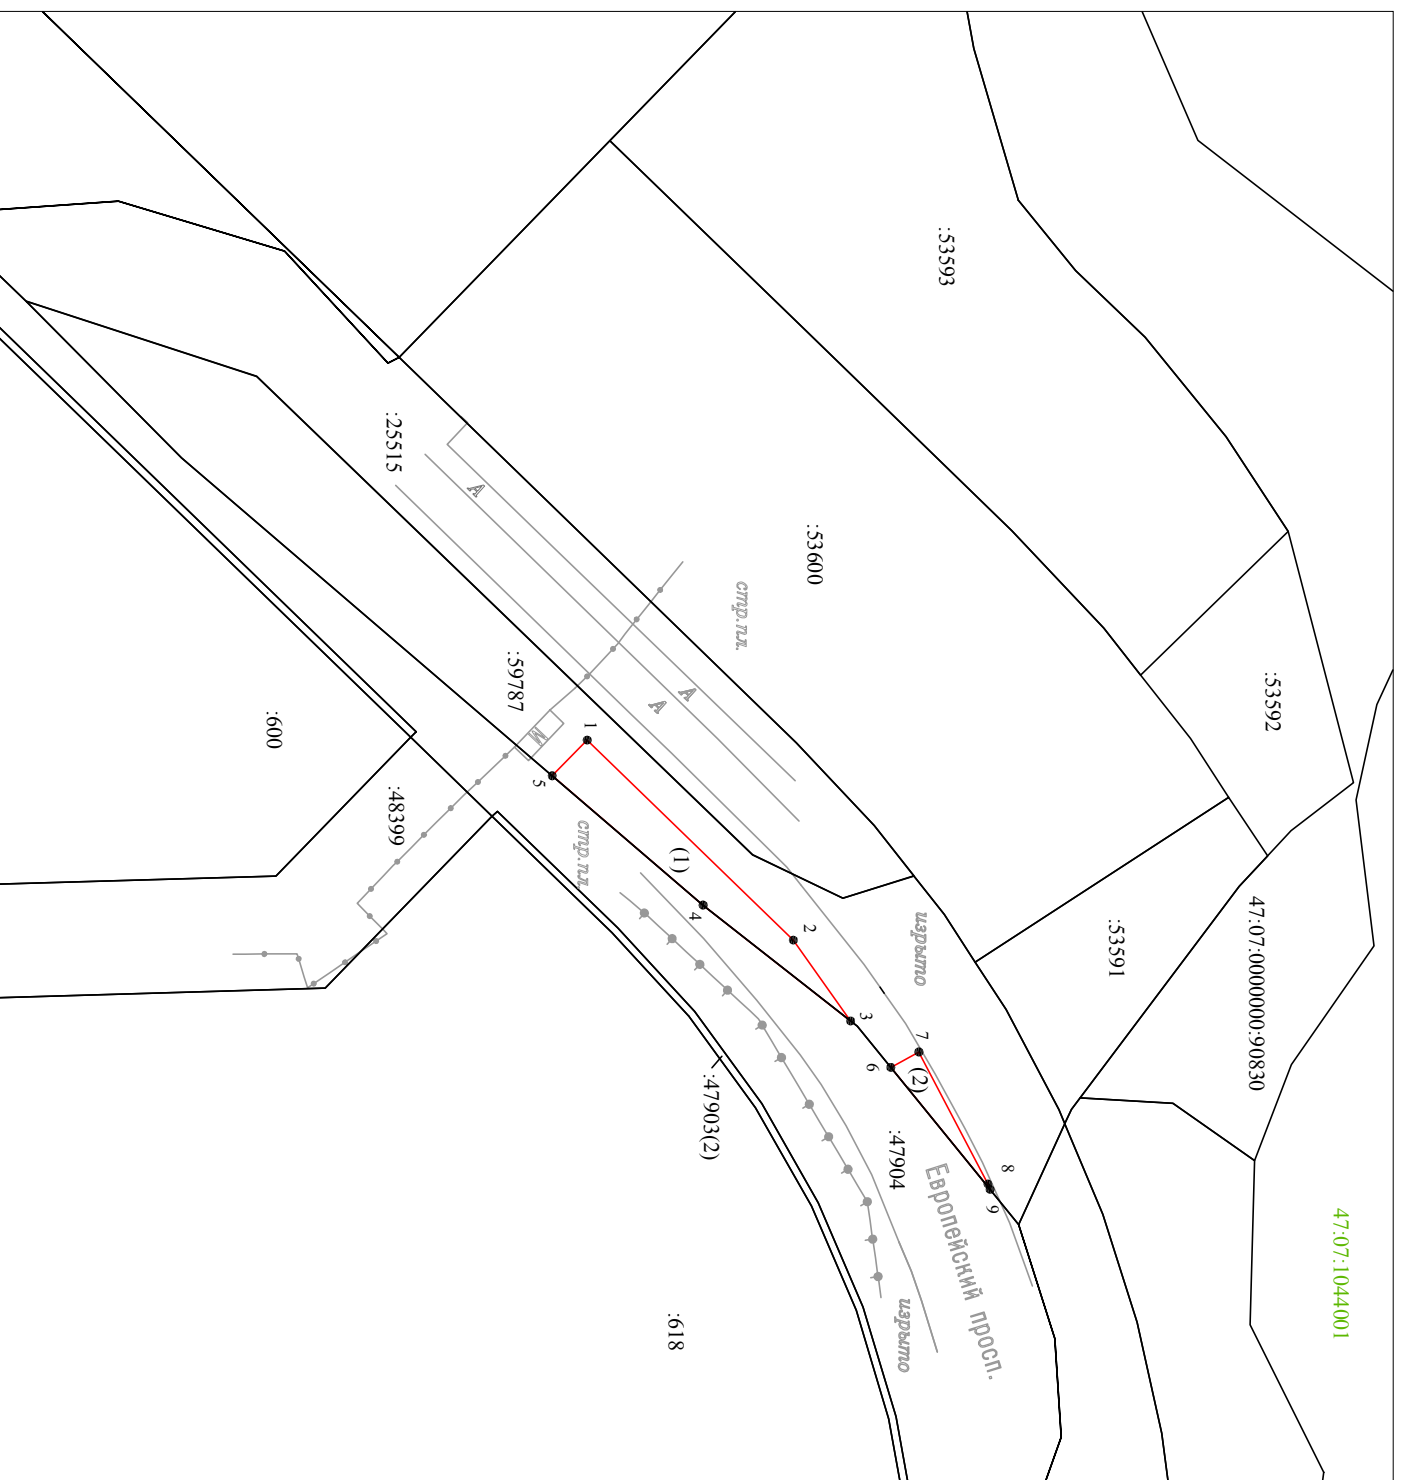 47:07:1044001
:53593
:53592
47:07:0000000:90830
:53591
:53600
стр.пл.
:25515
А
А
А
изрыто
:59787
М
1
2
3
4
5
6
7
8
9
(1)
(2)
:600
:48399
стр.пл.
:47904
Европейский просп.
:47903(2)
изрыто
:618